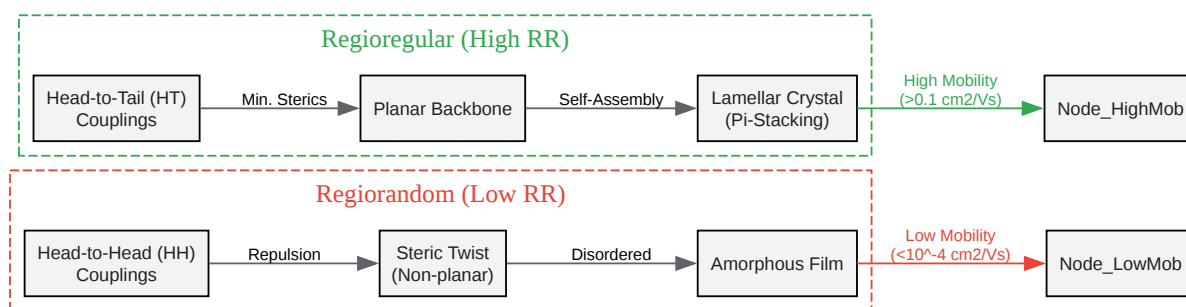 Regioregular (High RR)
Head-to-Tail (HT)
Couplings
Min. Sterics
Planar Backbone
Self-Assembly
Lamellar Crystal
(Pi-Stacking)
High Mobility
(>0.1 cm2/Vs)
Node_HighMob
Regiorandom (Low RR)
Head-to-Head (HH)
Couplings
Repulsion
Steric Twist
(Non-planar)
Disordered
Amorphous Film
Low Mobility
(<10^-4 cm2/Vs)
Node_LowMob